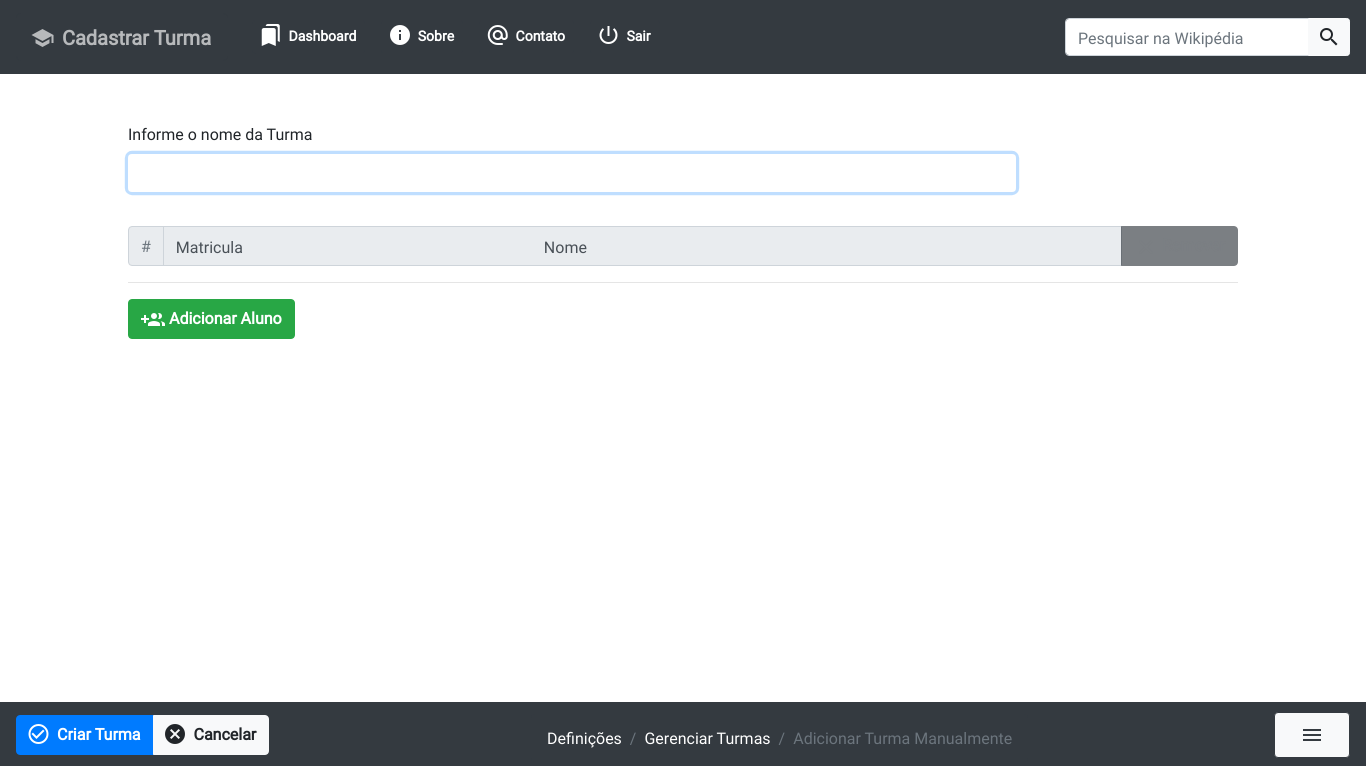 Cadastrar Turma Dashboard Sobre Contato Sair Pesquisar na Wikipédia
Informe o nome da Turma
# Matricula Nome
Adicionar Aluno
Criar Turma Cancelar Definições / Gerenciar Turmas / Adicionar Turma Manualmente